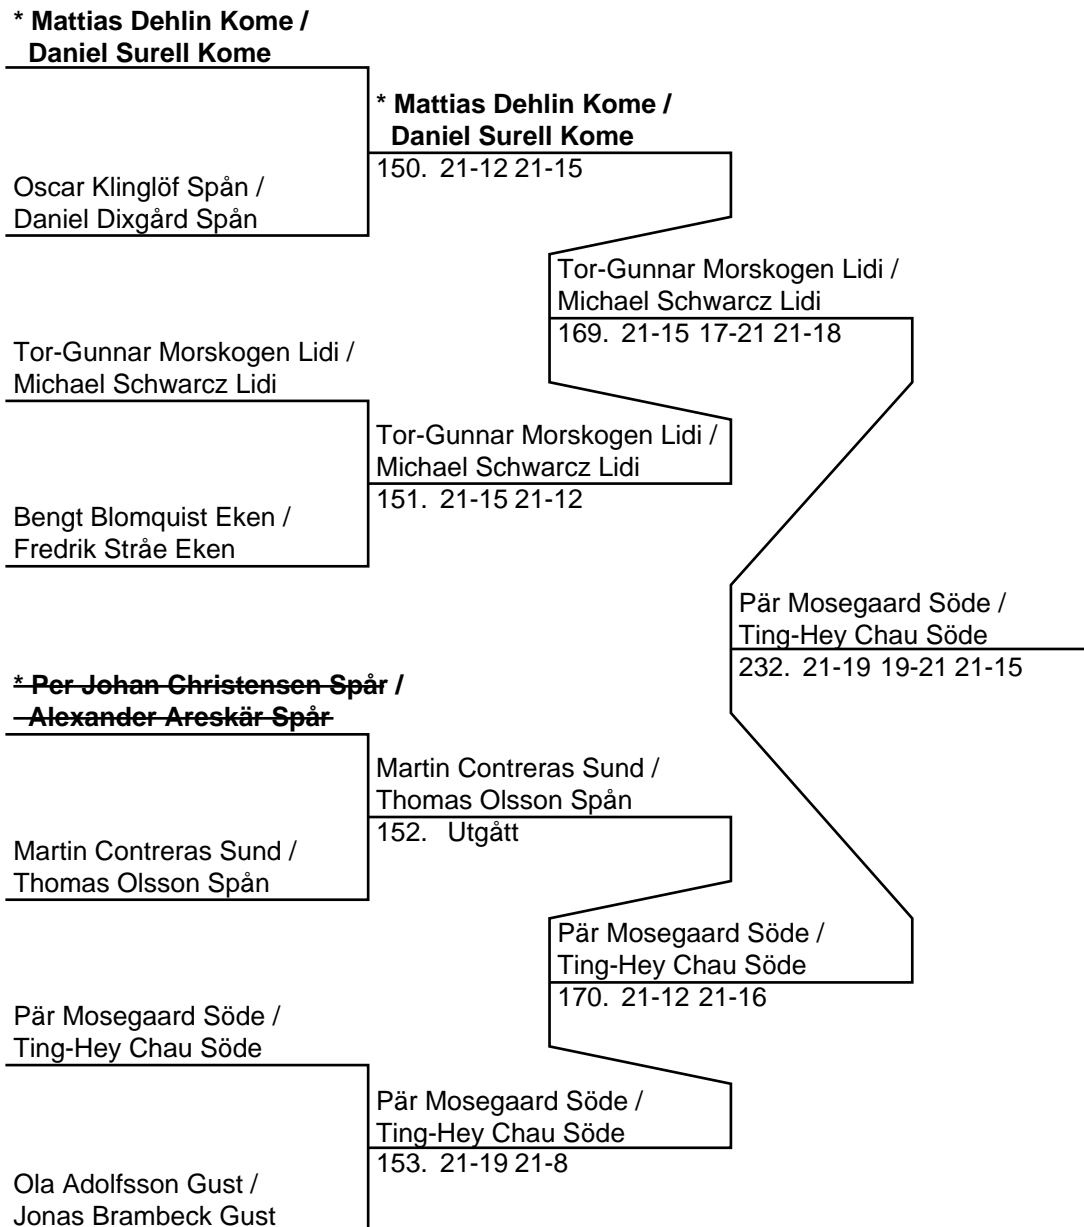 * Mattias Dehlin Kome /
Daniel Surell Kome
* Mattias Dehlin Kome /
Daniel Surell Kome
150. 21-12 21-15
Oscar Klinglöf Spån /
Daniel Dixgård Spån
Tor-Gunnar Morskogen Lidi /
Michael Schwarcz Lidi
169. 21-15 17-21 21-18
Tor-Gunnar Morskogen Lidi /
Michael Schwarcz Lidi
Tor-Gunnar Morskogen Lidi /
Michael Schwarcz Lidi
151. 21-15 21-12
Bengt Blomquist Eken /
Fredrik Stråe Eken
Pär Mosegaard Söde /
Ting-Hey Chau Söde
232. 21-19 19-21 21-15
* Per Johan Christensen Spår /
Alexander Areskär Spår
Martin Contreras Sund /
Thomas Olsson Spån
152. Utgått
Martin Contreras Sund /
Thomas Olsson Spån
Pär Mosegaard Söde /
Ting-Hey Chau Söde
170. 21-12 21-16
Pär Mosegaard Söde /
Ting-Hey Chau Söde
Pär Mosegaard Söde /
Ting-Hey Chau Söde
153. 21-19 21-8
Ola Adolfsson Gust /
Jonas Brambeck Gust